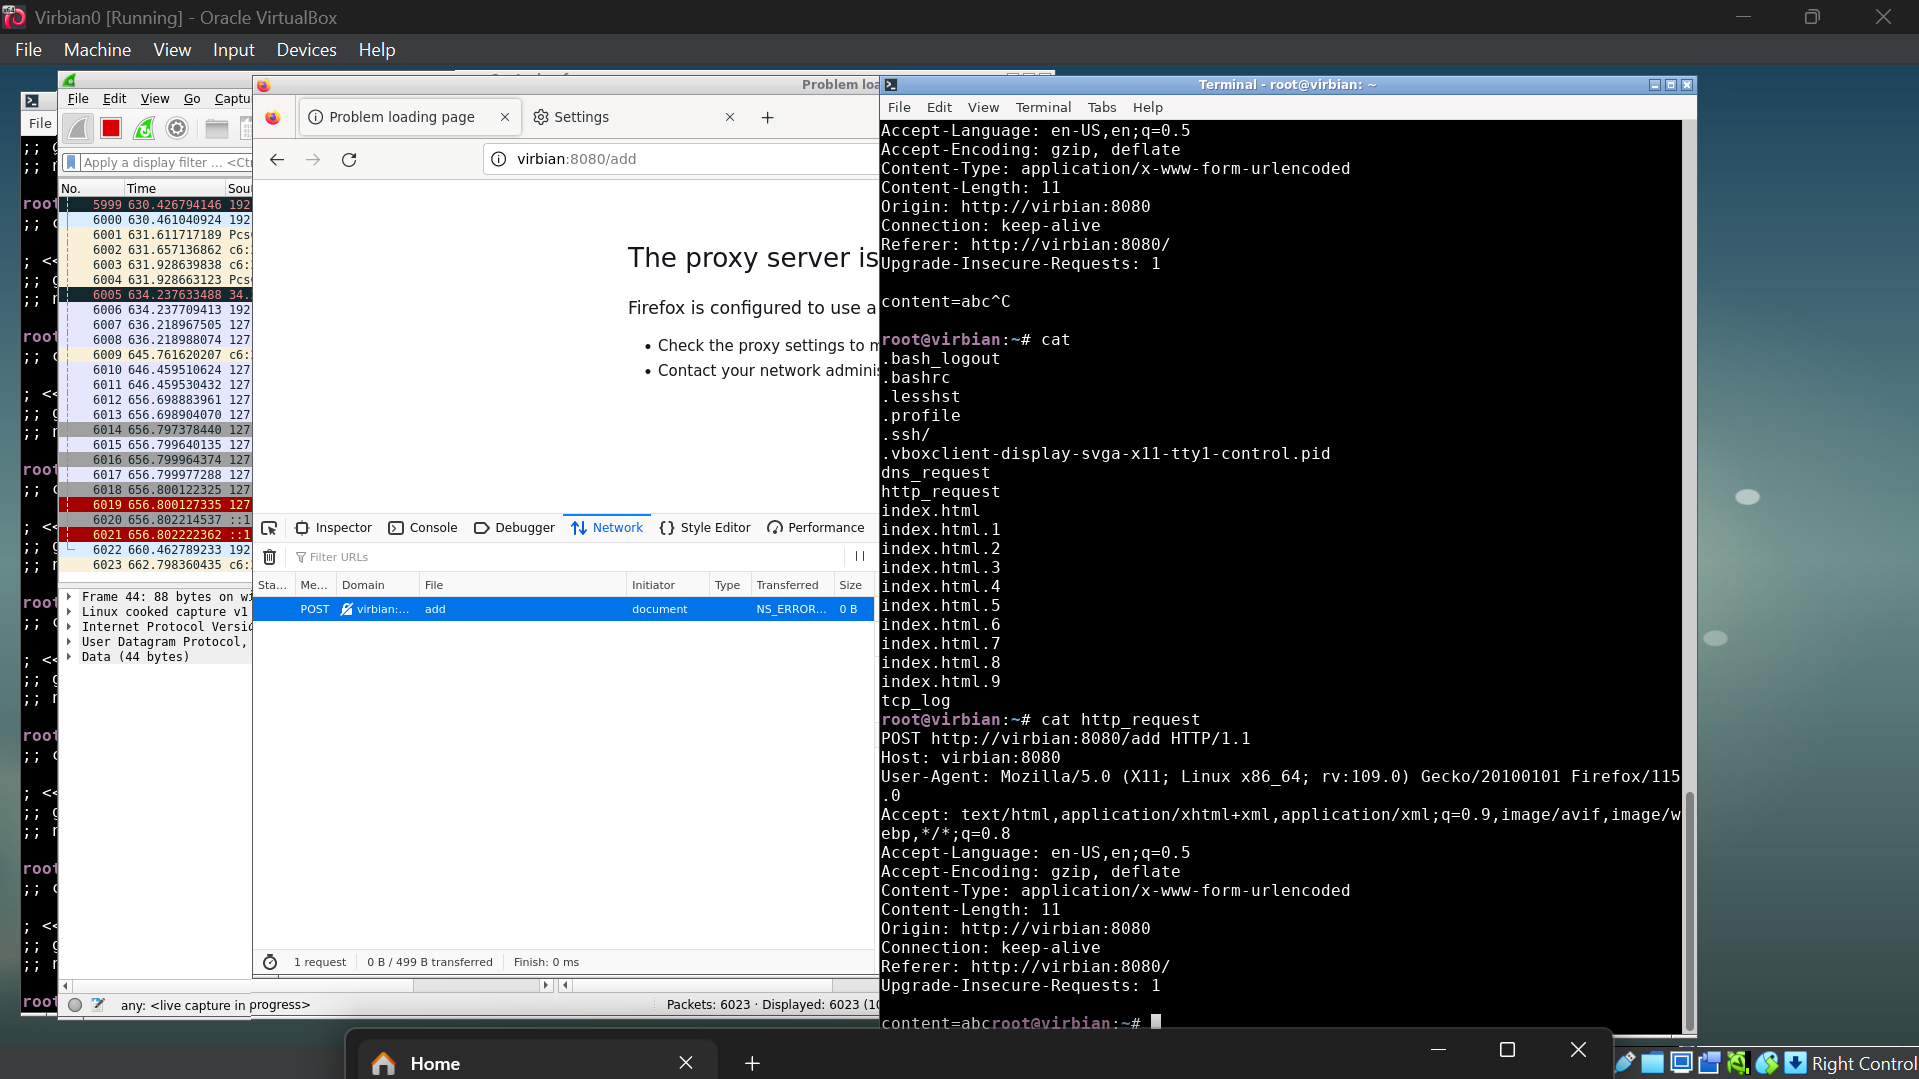 Virbian0 [Running] - Oracle VirtualBox
File Machine View Input Devices Help
File Edit View Go Captu
Apply a display filter ... <Ctr
No. Time Sou
5999 630.426794146 192
6000 630.461040924 192
6001 631.611717189 Pcs
6002 631.657136862 c6:
6003 631.928639838 c6:
6004 631.928663123 Pcs
6005 634.237633488 34.
6006 634.237709413 192
6007 636.218967505 127
6008 636.218988074 127
6009 645.761620207 c6:
6010 646.459510624 127
6011 646.459530432 127
6012 656.698883961 127
6013 656.698904070 127
6014 656.797378440 127
6015 656.799640135 127
6016 656.799964374 127
6017 656.799977288 127
6018 656.800122325 127
6019 656.800127335 127
6020 656.802214537 ::1
6021 656.802222362 ::1
6022 660.462789233 192
6023 662.798360435 c6:
Frame 44: 88 bytes on wi
Linux cooked capture v1
Internet Protocol Versio
User Datagram Protocol,
Data (44 bytes)
any: <live capture in progress>
Packets: 6023 · Displayed: 6023 (10
File
Problem loa
Problem loading page
Settings
virbian:8080/add
The proxy server is
Firefox is configured to use a
• Check the proxy settings to m
• Contact your network adminis
Inspector Console Debugger Network Style Editor Performance
Filter URLs
Sta... Me... Domain File Initiator Type Transferred Size
POST virbian:... add document NS_ERROR... 0 B
1 request 0 B / 499 B transferred Finish: 0 ms
Terminal - root@virbian: ~
File Edit View Terminal Tabs Help
Accept-Language: en-US,en;q=0.5
Accept-Encoding: gzip, deflate
Content-Type: application/x-www-form-urlencoded
Content-Length: 11
Origin: http://virbian:8080
Connection: keep-alive
Referer: http://virbian:8080/
Upgrade-Insecure-Requests: 1
content=abc^C
root@virbian:~# cat
.bash_logout
.bashrc
.lesshst
.profile
.ssh/
.vboxclient-display-svga-x11-tty1-control.pid
dns_request
http_request
index.html
index.html.1
index.html.2
index.html.3
index.html.4
index.html.5
index.html.6
index.html.7
index.html.8
index.html.9
tcp_log
root@virbian:~# cat http_request
POST http://virbian:8080/add HTTP/1.1
Host: virbian:8080
User-Agent: Mozilla/5.0 (X11; Linux x86_64; rv:109.0) Gecko/20100101 Firefox/115
.0
Accept: text/html,application/xhtml+xml,application/xml;q=0.9,image/avif,image/w
ebp,*/*;q=0.8
Accept-Language: en-US,en;q=0.5
Accept-Encoding: gzip, deflate
Content-Type: application/x-www-form-urlencoded
Content-Length: 11
Origin: http://virbian:8080
Connection: keep-alive
Referer: http://virbian:8080/
Upgrade-Insecure-Requests: 1
content=abcroot@virbian:~#
Home
Right Control